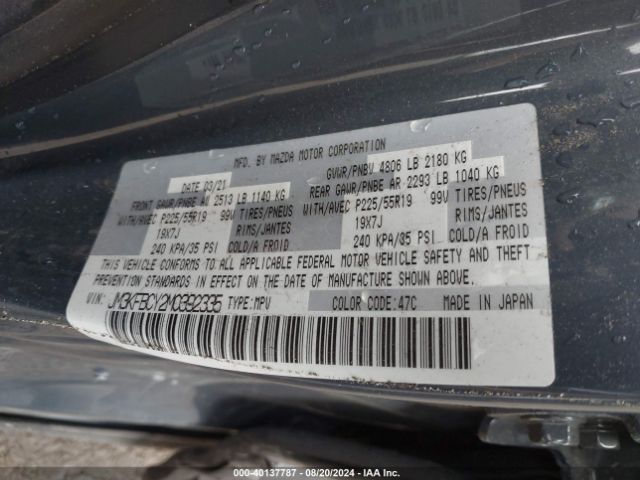 MFD. BY MAZDA MOTOR CORPORATION
DATE 03/21
GVWR/PNBV 4806 LB 2180 KG
FRONT GAWR/PNBE AV 2513 LB 1140 KG
REAR GAWR/PNBE AR 2293 LB 1040 KG
WITH/AVEC P225/55R19 99V TIRES/PNEUS
WITH/AVEC P225/55R19 99V TIRES/PNEUS
19X7J RIMS/JANTES
19X7J RIMS/JANTES
240 KPA/35 PSI COLD/A FROID
240 KPA/35 PSI COLD/A FROID
THIS VEHICLE CONFORMS TO ALL APPLICABLE FEDERAL MOTOR VEHICLE SAFETY AND THEFT
PREVENTION STANDARDS IN EFFECT ON THE DATE OF MANUFACTURE SHOWN ABOVE.
VIN: JM3KFBCY2M0392335 TYPE:MPV COLOR CODE:47C MADE IN JAPAN
000-40137787 - 08/20/2024 - IAA Inc.